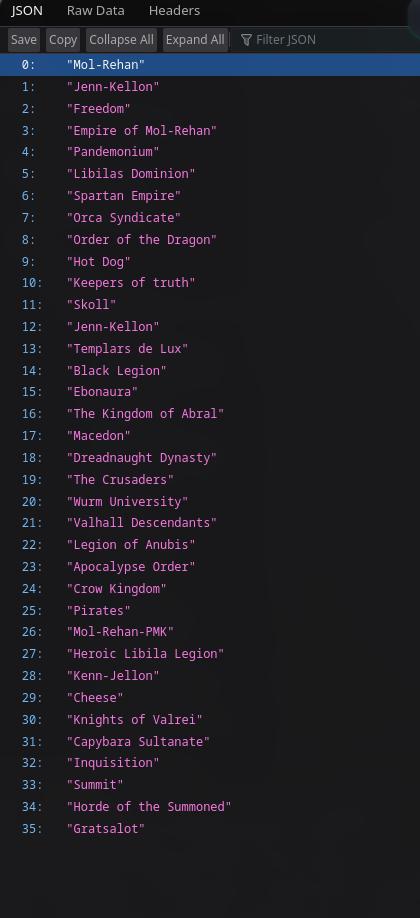 JSON Raw Data Headers
Save Copy Collapse All Expand All Filter JSON
0: "Mol-Rehan"
1: "Jenn-Kellon"
2: "Freedom"
3: "Empire of Mol-Rehan"
4: "Pandemonium"
5: "Libilas Dominion"
6: "Spartan Empire"
7: "Orca Syndicate"
8: "Order of the Dragon"
9: "Hot Dog"
10: "Keepers of truth"
11: "Skoll"
12: "Jenn-Kellon"
13: "Templars de Lux"
14: "Black Legion"
15: "Ebonaura"
16: "The Kingdom of Abral"
17: "Macedon"
18: "Dreadnaught Dynasty"
19: "The Crusaders"
20: "Wurm University"
21: "Valhall Descendants"
22: "Legion of Anubis"
23: "Apocalypse Order"
24: "Crow Kingdom"
25: "Pirates"
26: "Mol-Rehan-PMK"
27: "Heroic Libila Legion"
28: "Kenn-Jellon"
29: "Cheese"
30: "Knights of Valrei"
31: "Capybara Sultanate"
32: "Inquisition"
33: "Summit"
34: "Horde of the Summoned"
35: "Gratsalot"